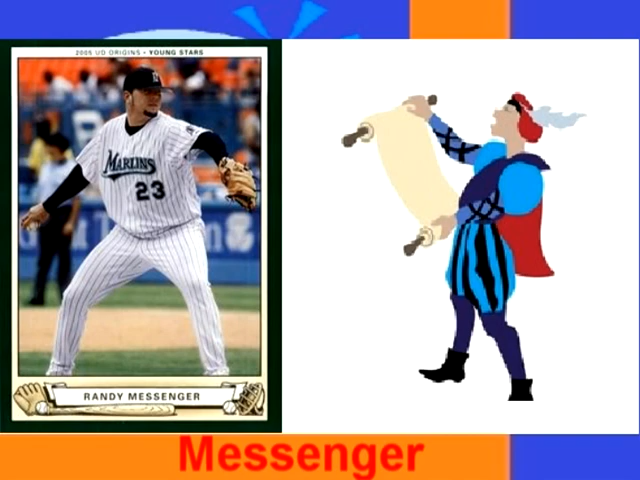 2005 UD ORIGINS • YOUNG STARS
MARLINS
23
RANDY MESSENGER
Messenger